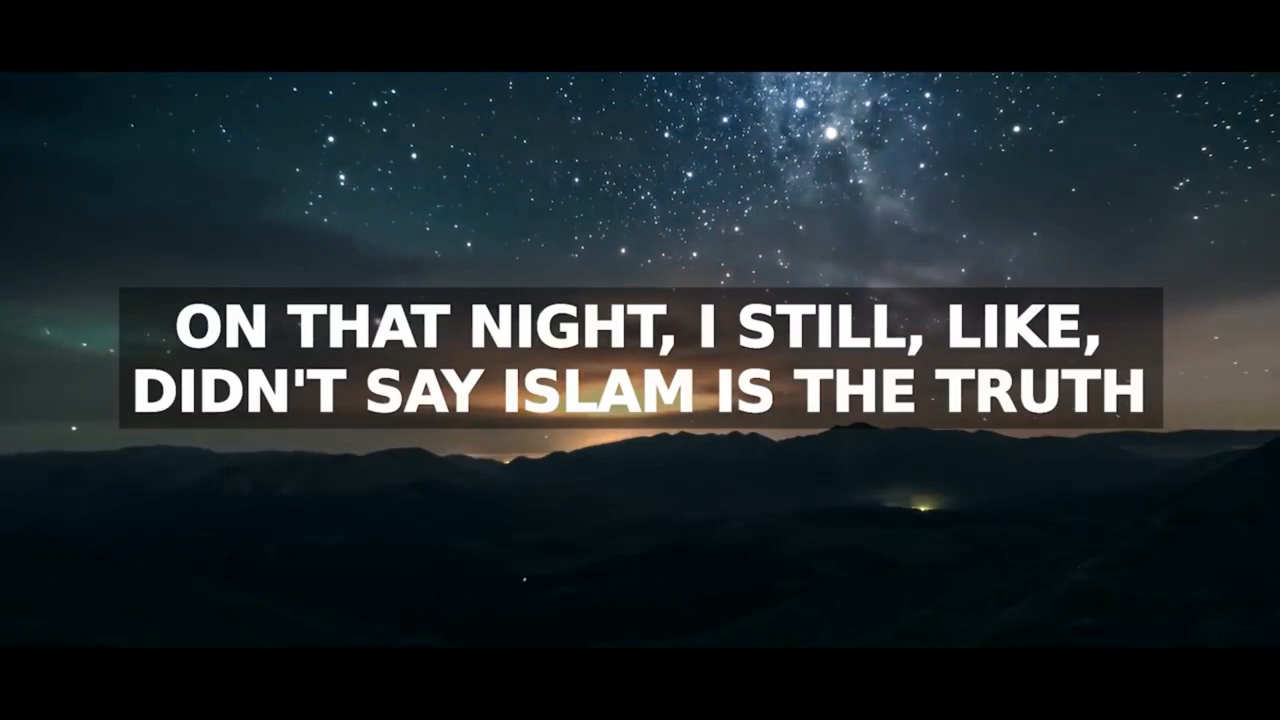 ON THAT NIGHT, I STILL, LIKE,
DIDN'T SAY ISLAM IS THE TRUTH